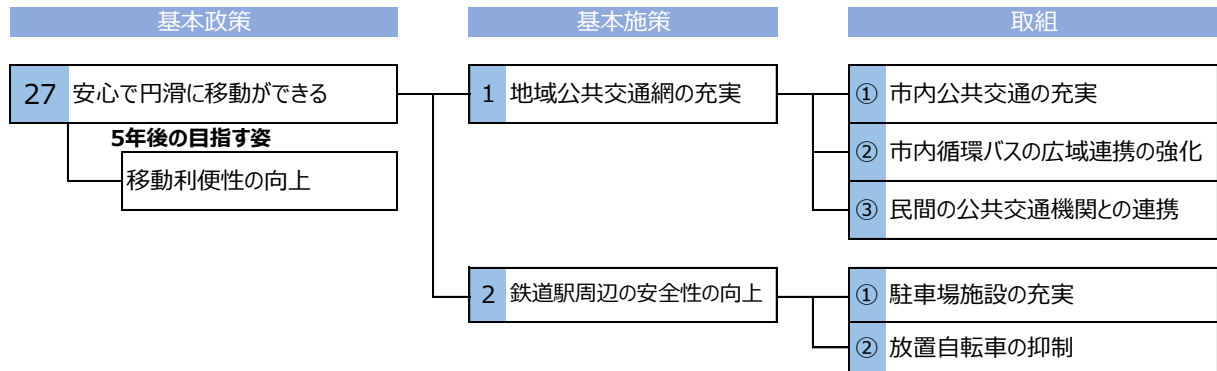 基本政策
基本施策
取組
27 安心で円滑に移動ができる
5年後の目指す姿
移動利便性の向上
1 地域公共交通網の充実
① 市内公共交通の充実
② 市内循環バスの広域連携の強化
③ 民間の公共交通機関との連携
2 鉄道駅周辺の安全性の向上
① 駐車場施設の充実
② 放置自転車の抑制